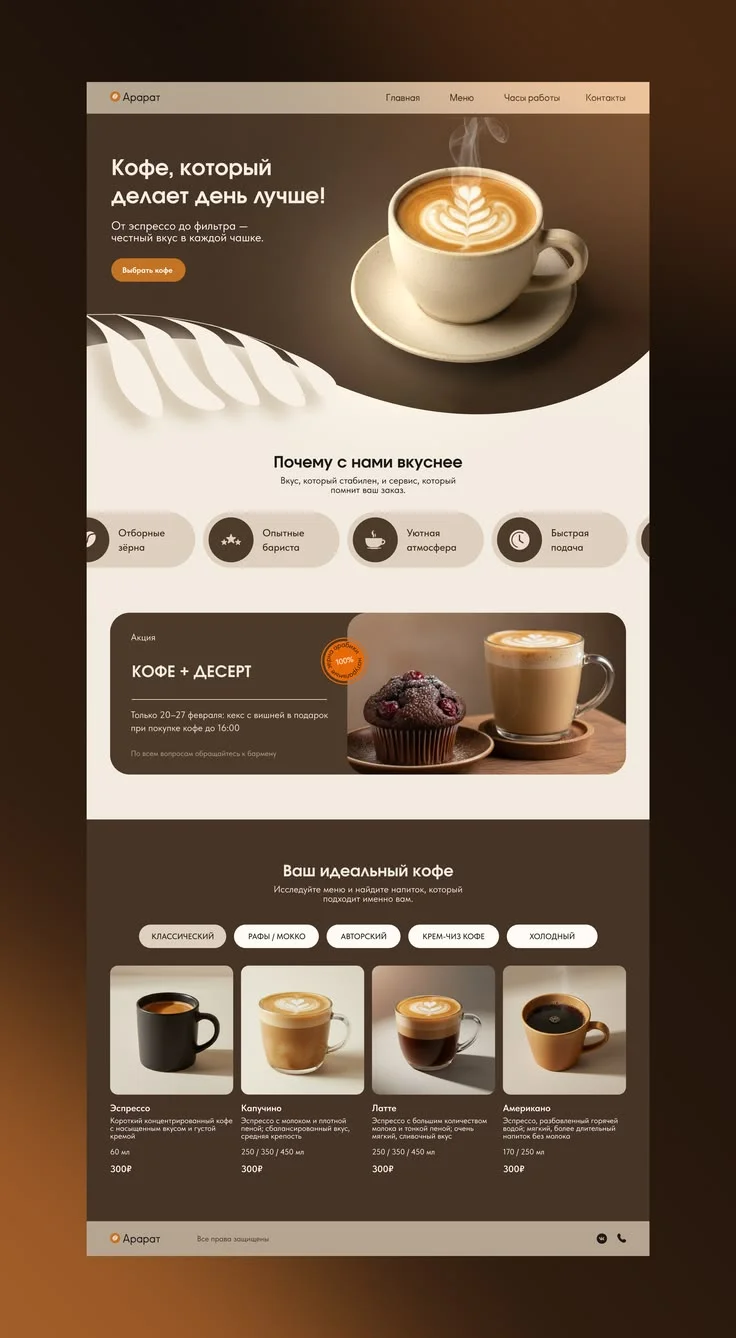 Арарат
Главная
Меню
Часы работы
Контакты
Кофе, который
делает день лучше!
От эспрессо до фильтра —
честный вкус в каждой чашке.
Выбрать кофе
Почему с нами вкуснее
Вкус, который стабилен, и сервис, который
помнит ваш заказ.
Отборные
зёрна
Опытные
бариста
Уютная
атмосфера
Быстрая
подача
Акция
КОФЕ + ДЕСЕРТ
Только 20–27 февраля: кекс с вишней в подарок
при покупке кофе до 16:00
По всем вопросам обращайтесь к бармену
100%
Ваш идеальный кофе
Исследуйте меню и найдите напиток, который
подходит именно вам.
КЛАССИЧЕСКИЙ
РАФЫ / МОККО
АВТОРСКИЙ
КРЕМ-ЧИЗ КОФЕ
ХОЛОДНЫЙ
Эспрессо
Короткий концентрированный кофе
с насыщенным вкусом и густой
кремой
60 мл
300₽
Капучино
Эспрессо с молоком и плотной
пеной; сбалансированный вкус,
средняя крепость
250 / 350 / 450 мл
300₽
Латте
Эспрессо с большим количеством
молока и тонкой пеной; очень
мягкий, сливочный вкус
250 / 350 / 450 мл
300₽
Американо
Эспрессо, разбавленный горячей
водой; мягкий, более длительный
напиток без молока
170 / 250 мл
300₽
Арарат
Все права защищены